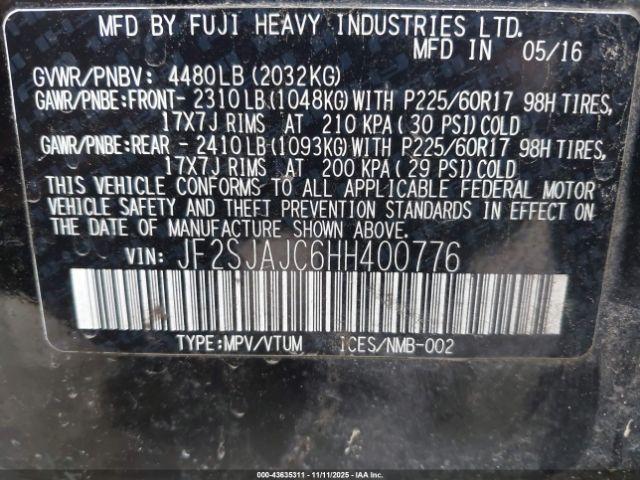 MFD BY FUJI HEAVY INDUSTRIES LTD.
MFD IN 05/16
GVWR/PNBV: 4480LB(2032KG)
GAWR/PNBE:FRONT- 2310LB(1048KG)WITH P225/60R17 98H TIRES,
17X7J RIMS AT 210 KPA(30 PSI)COLD
GAWR/PNBE:REAR - 2410LB(1093KG)WITH P225/60R17 98H TIRES,
17X7J RIMS AT 200 KPA(29 PSI)COLD
THIS VEHICLE CONFORMS TO ALL APPLICABLE FEDERAL MOTOR
VEHICLE SAFETY AND THEFT PREVENTION STANDARDS IN EFFECT ON
THE DATE OF MANUFACTURE SHOWN ABOVE.
VIN: JF2SJAJC6HH400776
TYPE:MPV/VTUM ICES/NMB-002
000-43635311 - 11/11/2025 - IAA Inc.